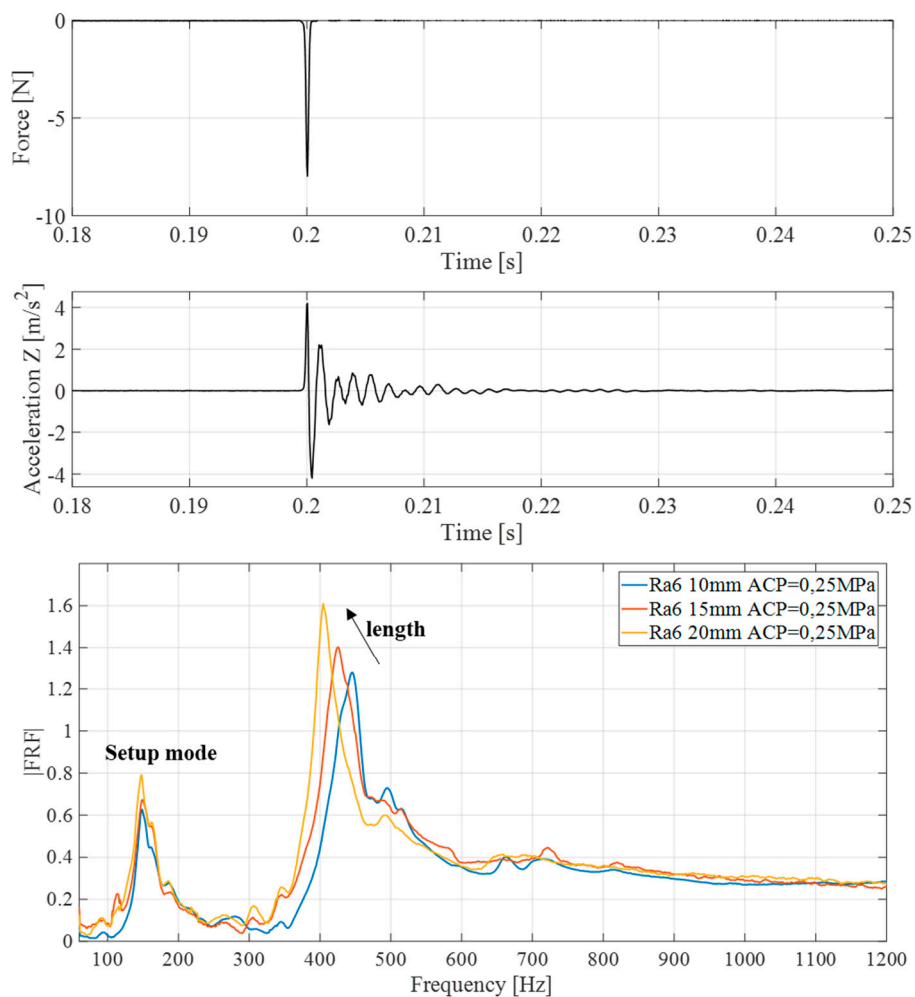 0
-5
-10
Force [N]
0.18 0.19 0.2 0.21 0.22 0.23 0.24 0.25
Time [s]
4
2
0
-2
-4
Acceleration Z [m/s²]
0.18 0.19 0.2 0.21 0.22 0.23 0.24 0.25
Time [s]
Ra6 10mm ACP=0,25MPa
Ra6 15mm ACP=0,25MPa
Ra6 20mm ACP=0,25MPa
length
Setup mode
1.6
1.4
1.2
1
0.8
0.6
0.4
0.2
0
|FRF|
100 200 300 400 500 600 700 800 900 1000 1100 1200
Frequency [Hz]